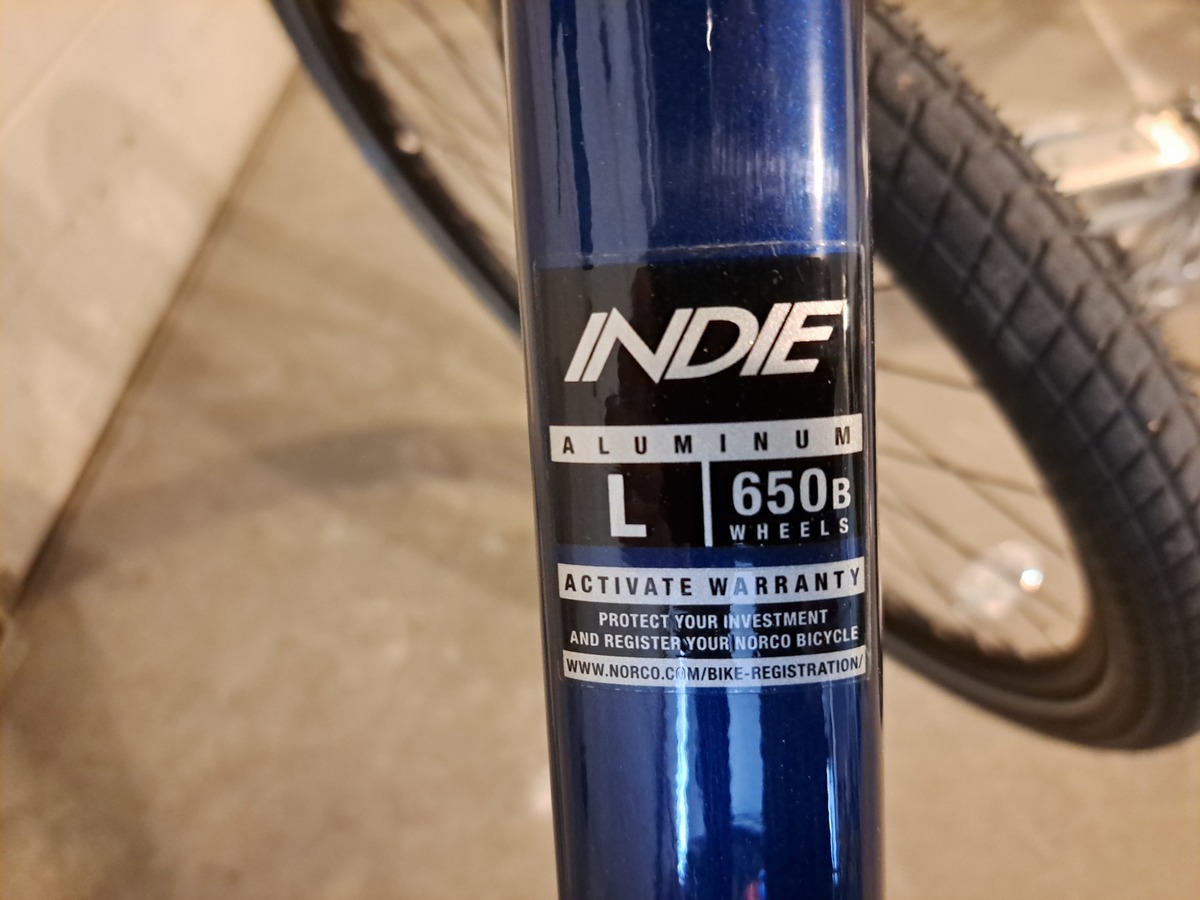 INDIE
ALUMINUM
L
650B
WHEELS
ACTIVATE WARRANTY
PROTECT YOUR INVESTMENT
AND REGISTER YOUR NORCO BICYCLE
WWW.NORCO.COM/BIKE-REGISTRATION/